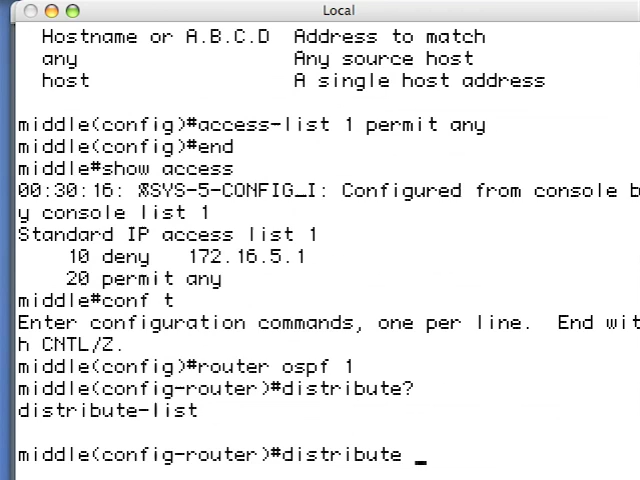 Local
Hostname or A.B.C.D  Address to match
any                  Any source host
host                 A single host address
middle(config)#access-list 1 permit any
middle(config)#end
middle#show access
00:30:16: %SYS-5-CONFIG_I: Configured from console b
y console list 1
Standard IP access list 1
    10 deny   172.16.5.1
    20 permit any
middle#conf t
Enter configuration commands, one per line.  End wit
h CNTL/Z.
middle(config)#router ospf 1
middle(config-router)#distribute?
distribute-list
middle(config-router)#distribute _